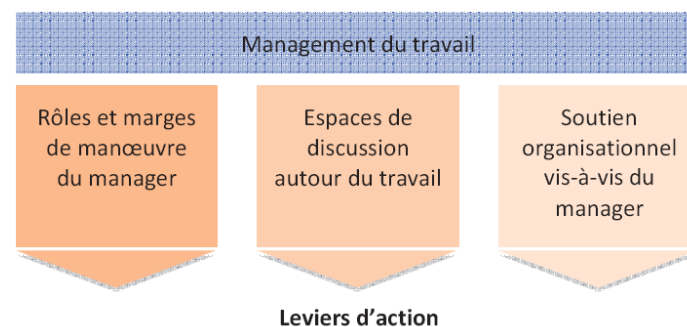 Management du travail
Rôles et marges
de manœuvre
du manager
Espaces de
discussion
autour du travail
Soutien
organisationnel
vis-à-vis du
manager
Leviers d’action